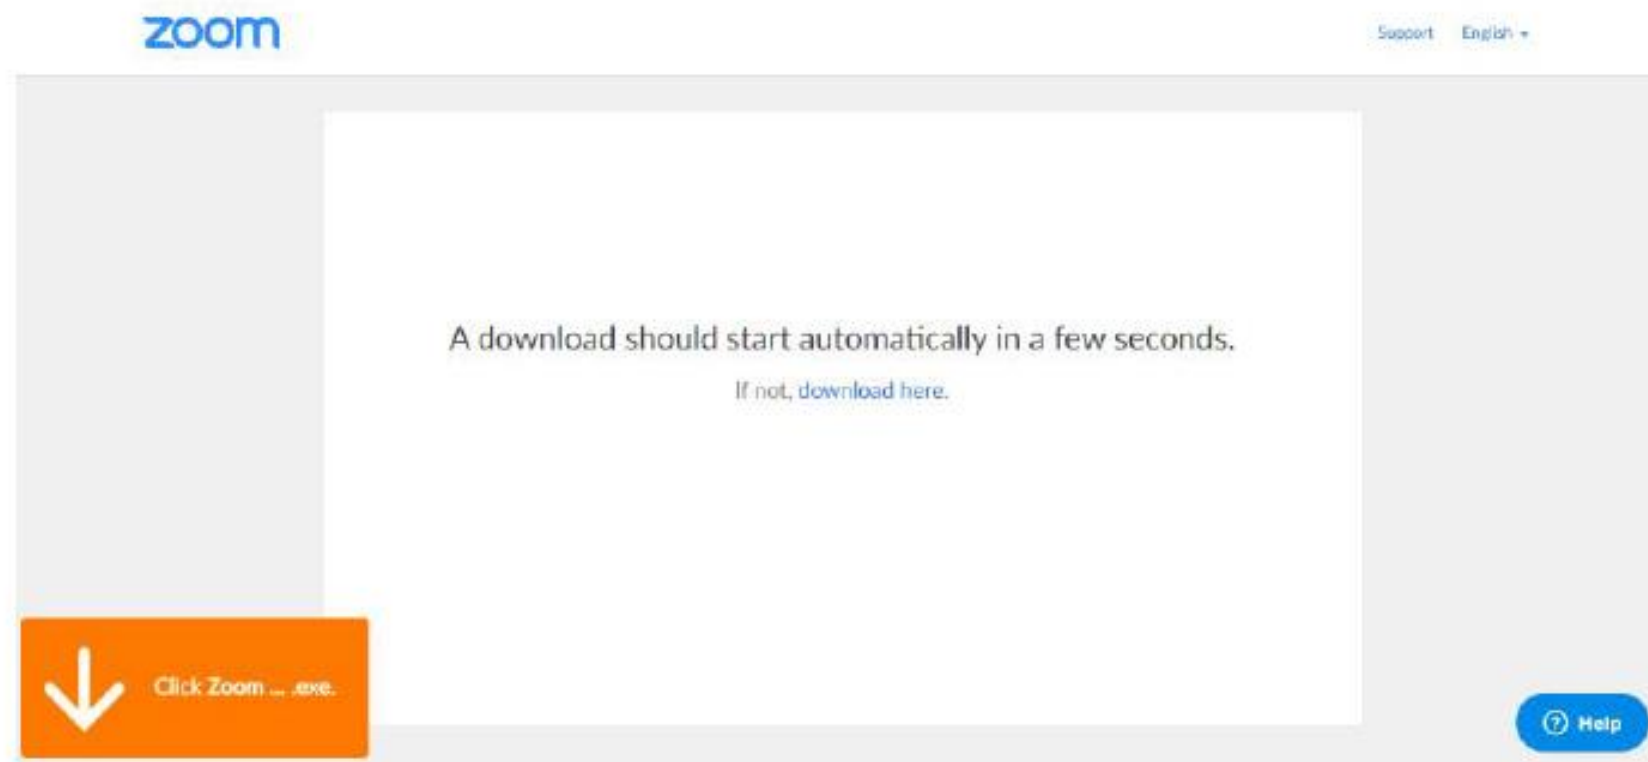 zoom
Support English
A download should start automatically in a few seconds.
If not, download here.
Click Zoom ... .exe.
? Help